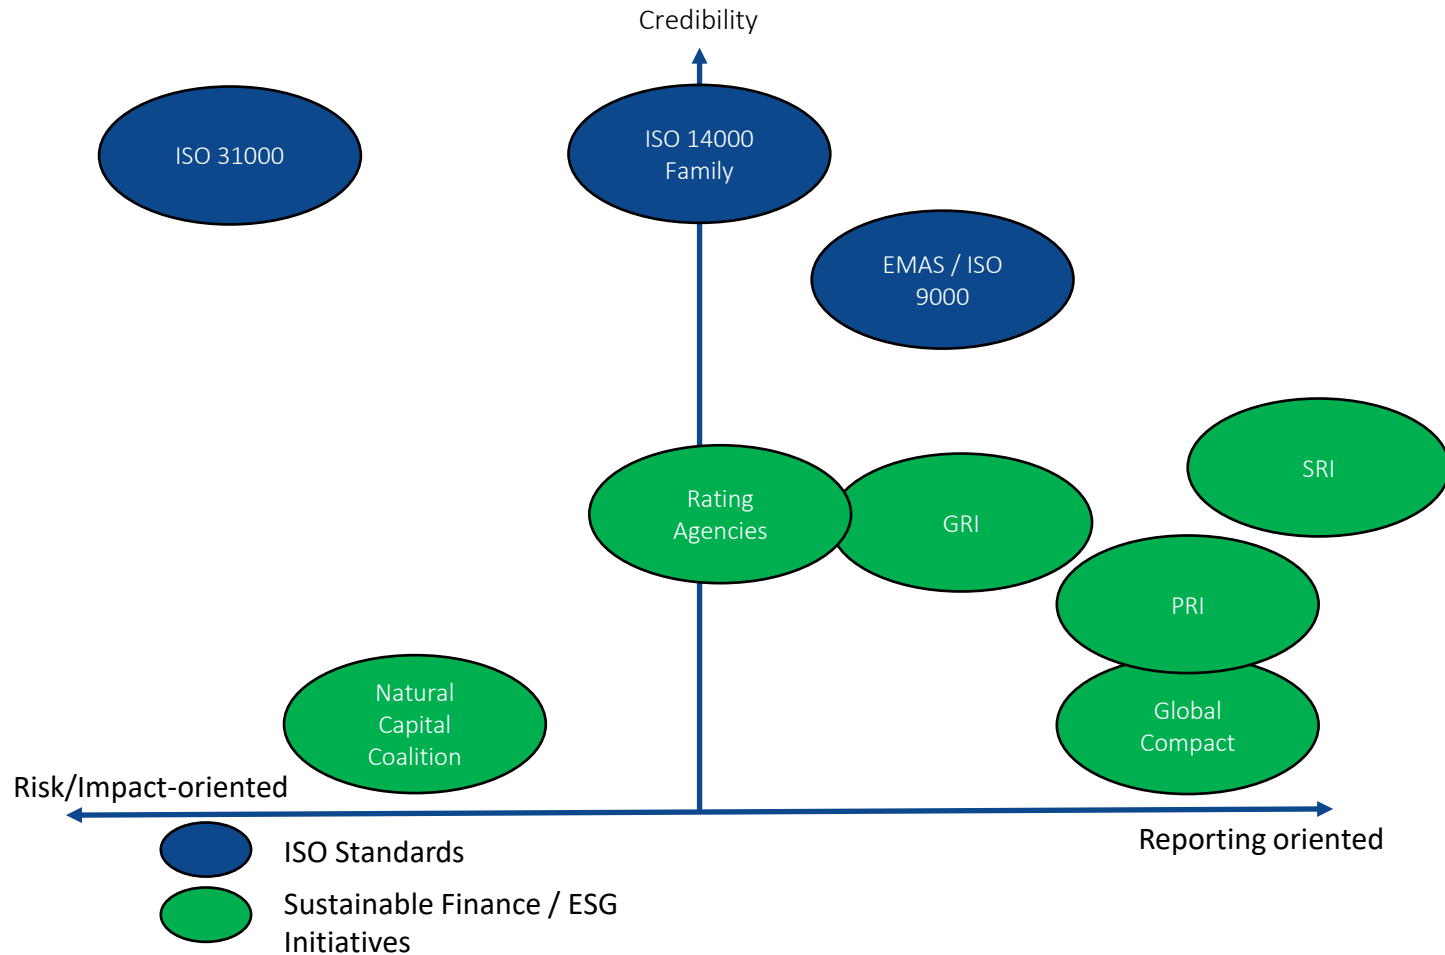 Credibility
ISO 31000
ISO 14000
Family
EMAS / ISO
9000
SRI
Rating
Agencies
GRI
PRI
Natural
Capital
Coalition
Global
Compact
Risk/Impact-oriented
Reporting oriented
ISO Standards
Sustainable Finance / ESG
Initiatives